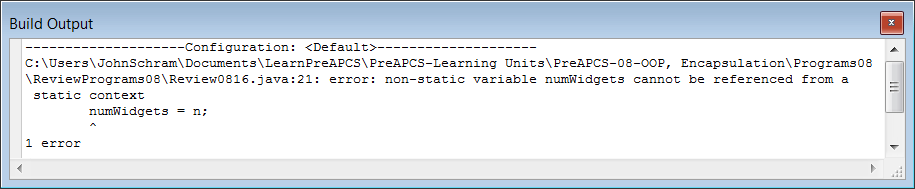 Build Output
--------------------Configuration: <Default>--------------------
C:\Users\JohnSchram\Documents\LearnPreAPCS\PreAPCS-Learning Units\PreAPCS-08-OOP, Encapsulation\Programs08
\ReviewPrograms08\Review0816.java:21: error: non-static variable numWidgets cannot be referenced from a
 static context
        numWidgets = n;
        ^
1 error